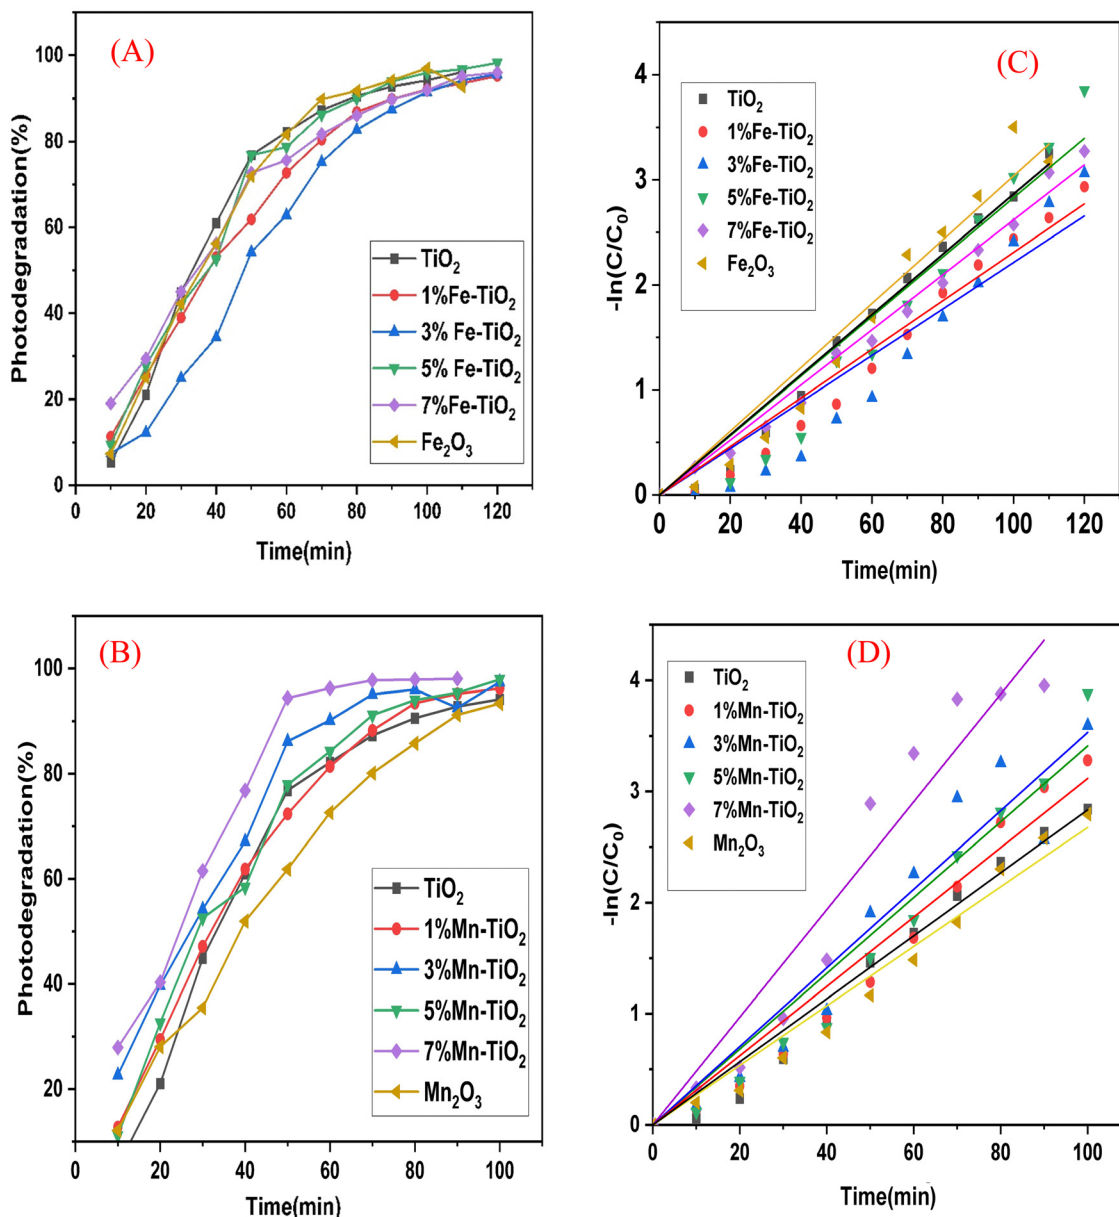 (A)
Photodegradation(%)
100
80
60
40
20
0
TiO2
1%Fe-TiO2
3% Fe-TiO2
5% Fe-TiO2
7%Fe-TiO2
Fe2O3
20 40 60 80 100 120
Time(min)
(C)
-ln(C/C0)
4
3
2
1
0
TiO2
1%Fe-TiO2
3%Fe-TiO2
5%Fe-TiO2
7%Fe-TiO2
Fe2O3
0 20 40 60 80 100 120
Time(min)
(B)
Photodegradation(%)
100
80
60
40
20
TiO2
1%Mn-TiO2
3%Mn-TiO2
5%Mn-TiO2
7%Mn-TiO2
Mn2O3
0 20 40 60 80 100
Time(min)
(D)
-ln(C/C0)
4
3
2
1
0
TiO2
1%Mn-TiO2
3%Mn-TiO2
5%Mn-TiO2
7%Mn-TiO2
Mn2O3
0 20 40 60 80 100
Time(min)